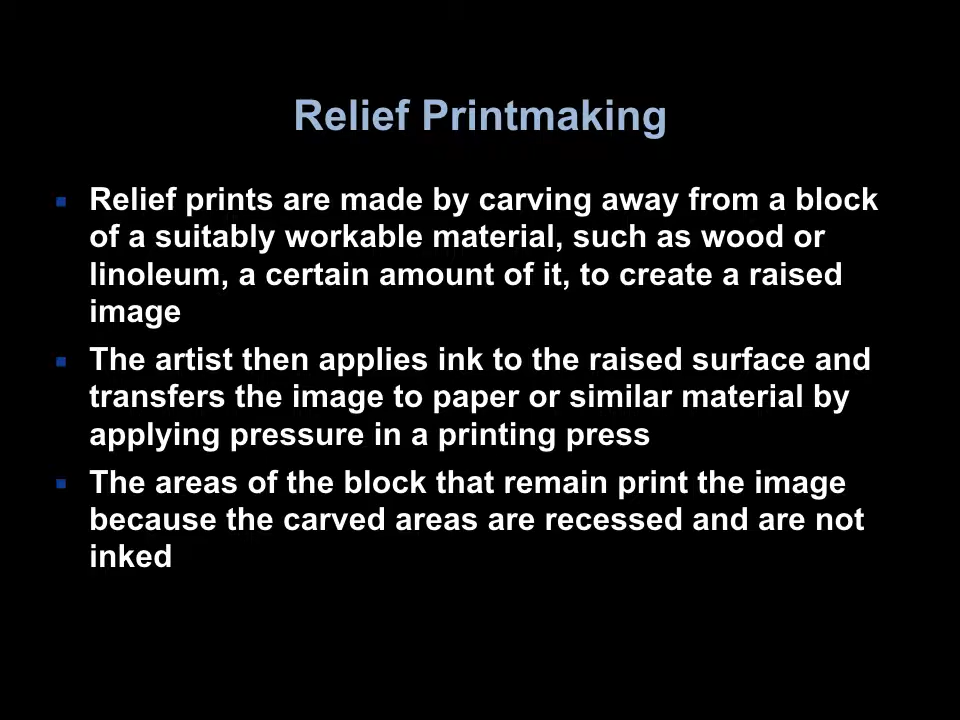 Relief Printmaking
Relief prints are made by carving away from a block
of a suitably workable material, such as wood or
linoleum, a certain amount of it, to create a raised
image
The artist then applies ink to the raised surface and
transfers the image to paper or similar material by
applying pressure in a printing press
The areas of the block that remain print the image
because the carved areas are recessed and are not
inked